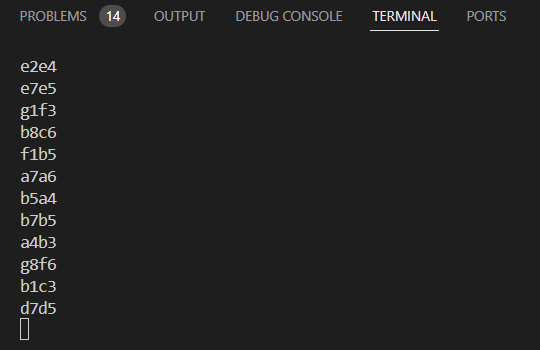 PROBLEMS 14 OUTPUT DEBUG CONSOLE TERMINAL PORTS
e2e4
e7e5
g1f3
b8c6
f1b5
a7a6
b5a4
b7b5
a4b3
g8f6
b1c3
d7d5